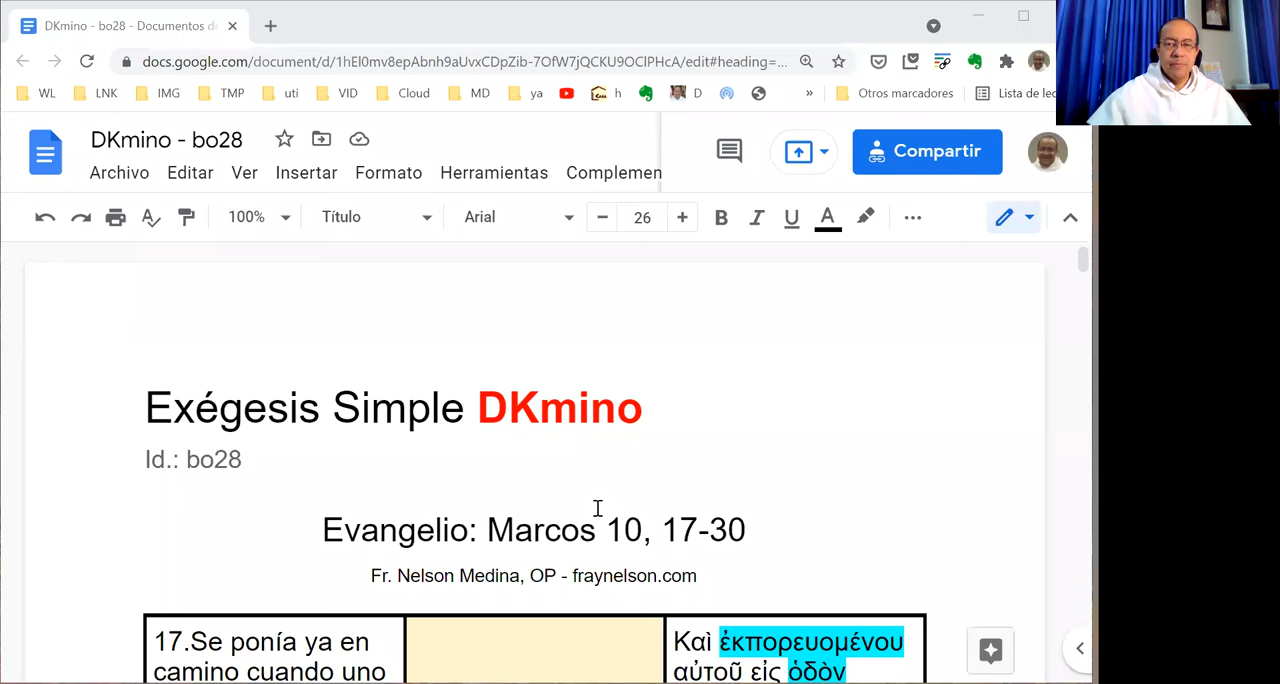 DKmino - bo28 - Documentos de
docs.google.com/document/d/1hEl0mv8epAbnh9aUvxCDpZib-7OfW7jQCKU9OClPHcA/edit#heading=...
WL LNK IMG TMP uti VID Cloud MD ya h D » Otros marcadores Lista de lec
DKmino - bo28
Compartir
Archivo Editar Ver Insertar Formato Herramientas Complemen
100% Título Arial − 26 + B I U A
Exégesis Simple DKmino
Id.: bo28
Evangelio: Marcos 10, 17-30
Fr. Nelson Medina, OP - fraynelson.com
17.Se ponía ya en
camino cuando uno
Καὶ ἐκπορευομένου
αὐτοῦ εἰς ὁδὸν